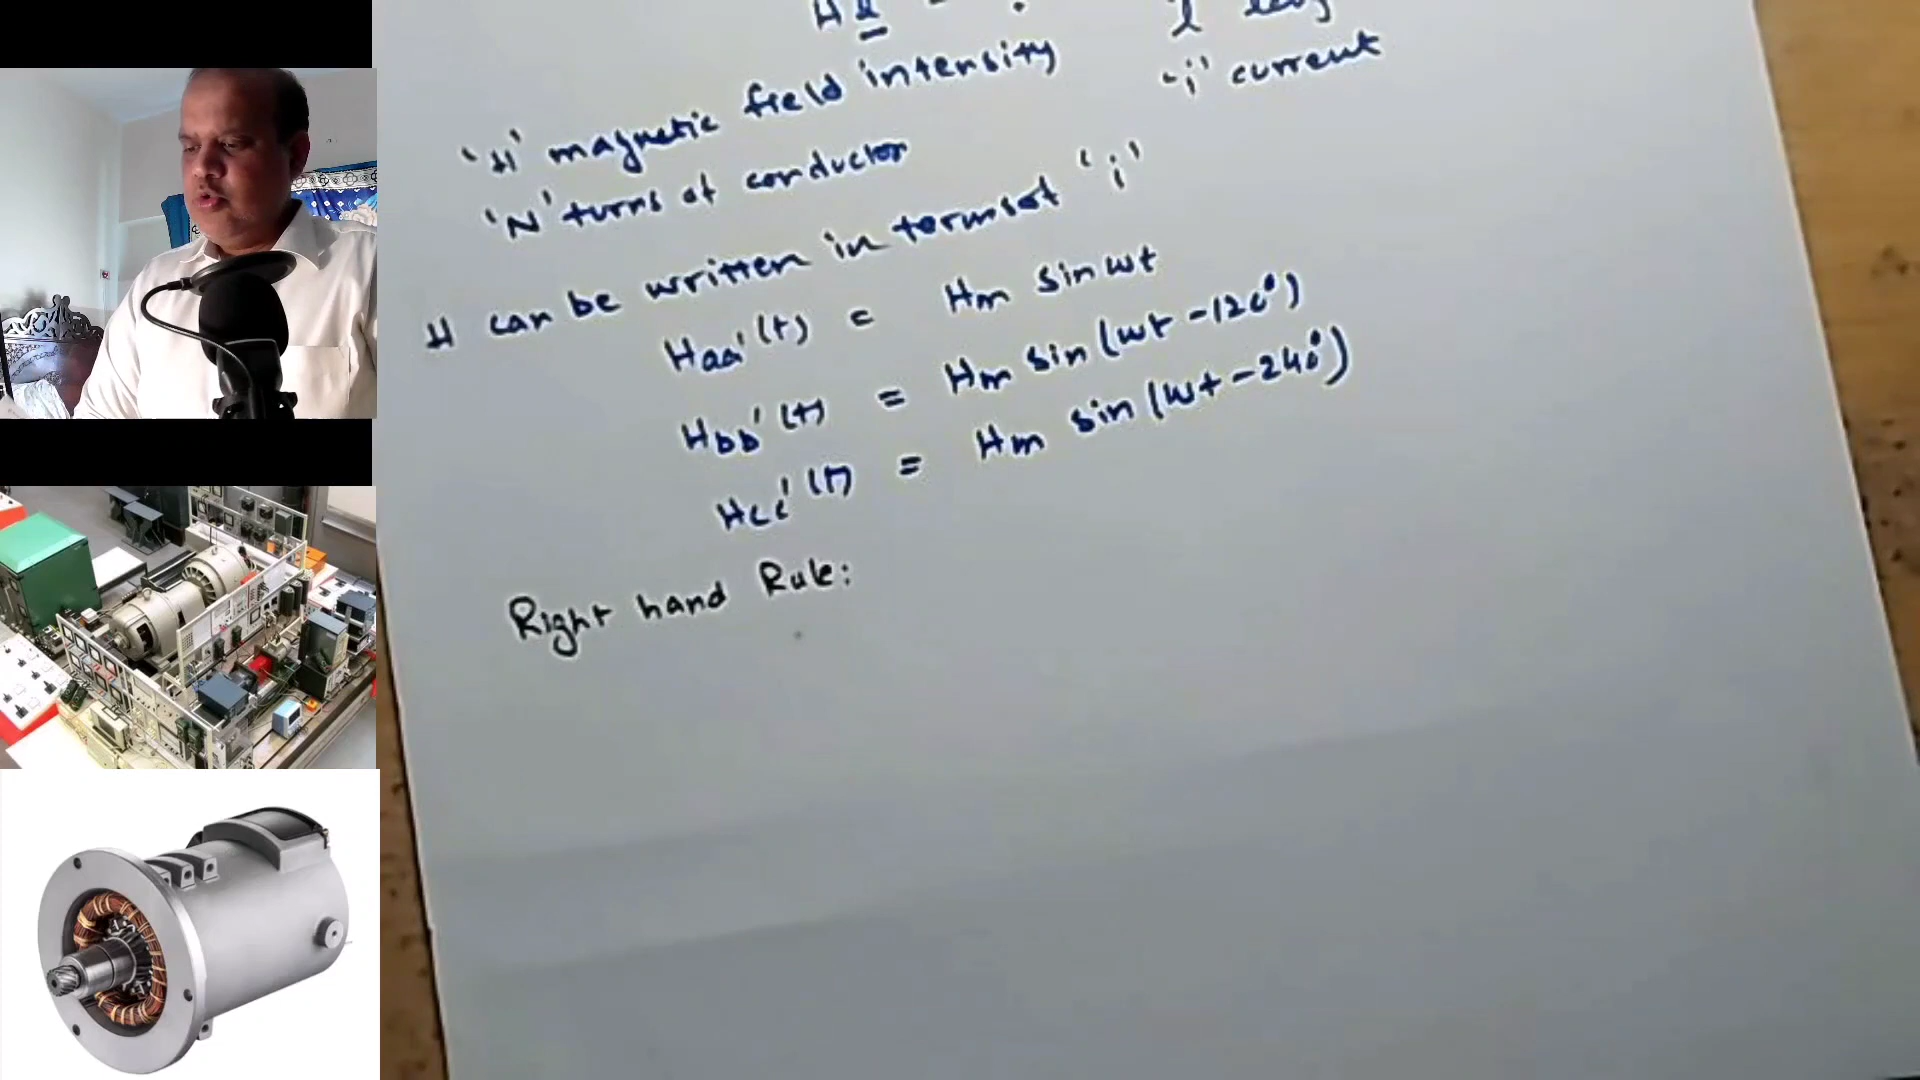 'i' current
'H' magnetic field intensity
'N' turns of conductor
H can be written in terms of 'i'
Haa'(t) = Hm sin wt
Hbb'(t) = Hm sin(wt - 120°)
Hcc'(t) = Hm sin(wt - 240°)
Right hand Rule: